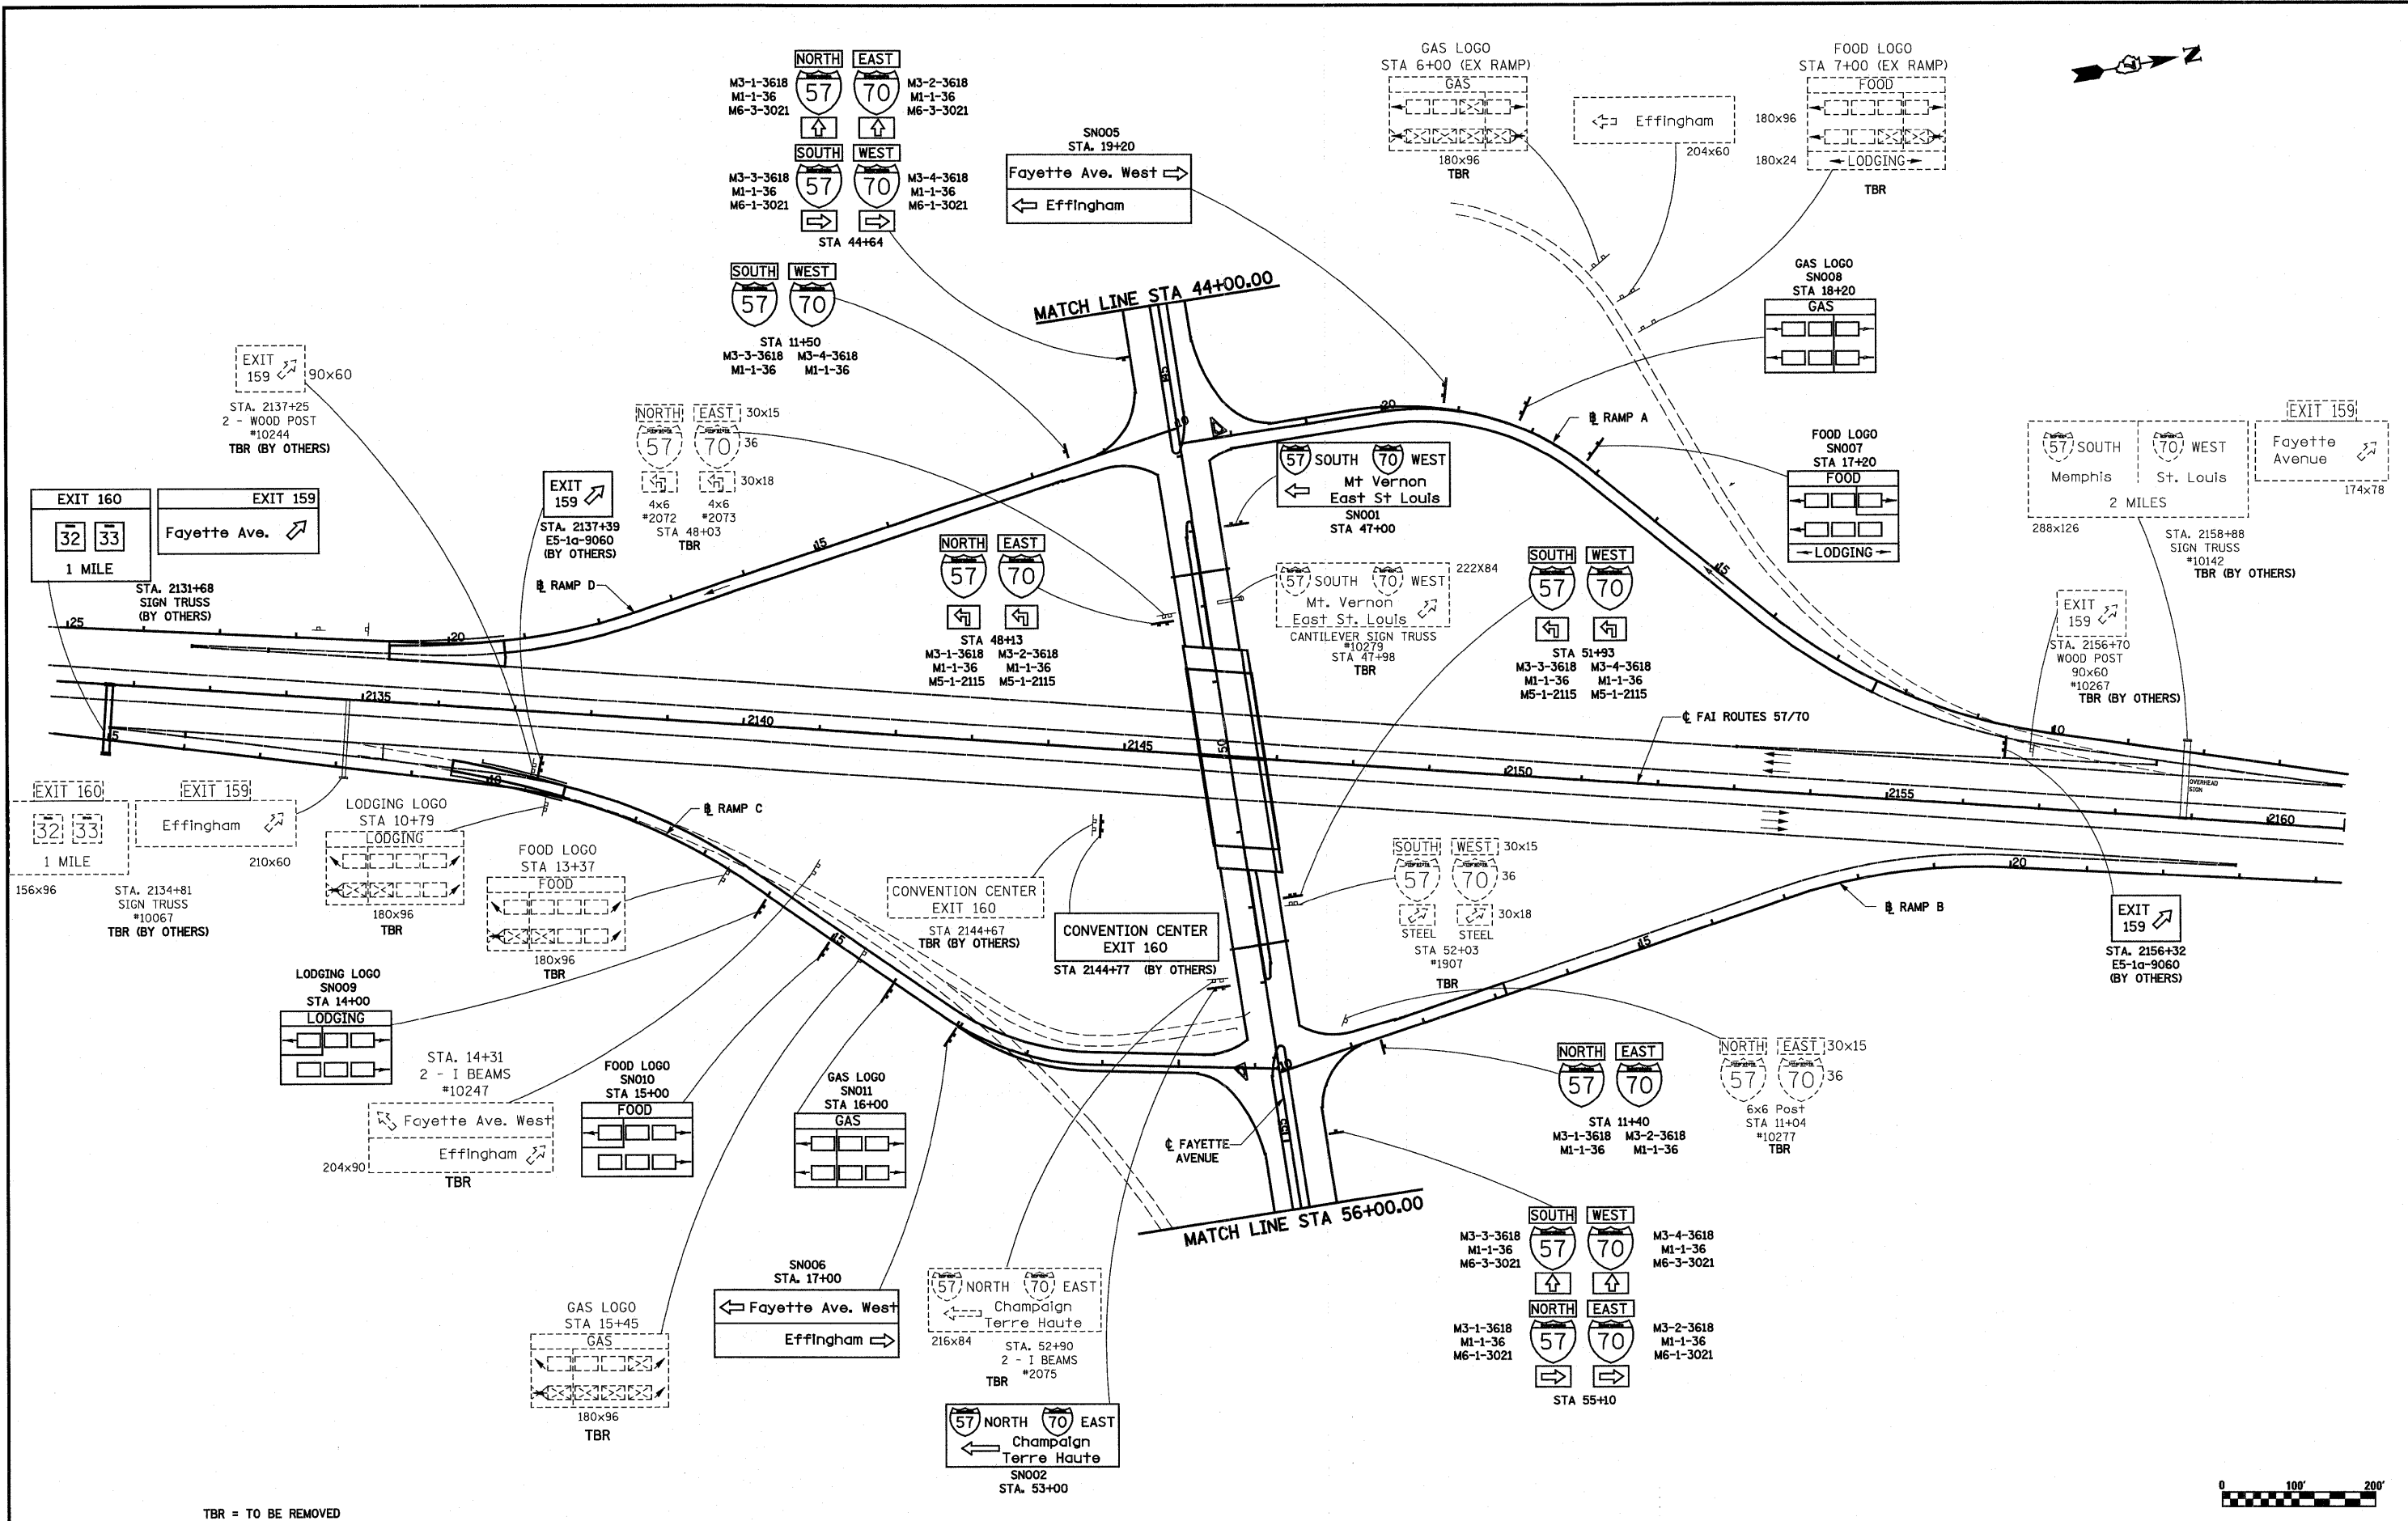 NORTH EAST
57 70
M3-1-3618
M1-1-36
M6-3-3021
M3-2-3618
M1-1-36
M6-3-3021
SOUTH WEST
57 70
M3-3-3618
M1-1-36
M6-1-3021
M3-4-3618
M1-1-36
M6-1-3021
STA 44+64
SN005
STA. 19+20
Fayette Ave. West
Effingham
GAS LOGO
STA 6+00 (EX RAMP)
GAS
180x96
TBR
Effingham
204x60
FOOD LOGO
STA 7+00 (EX RAMP)
FOOD
180x96
180x24
LODGING
TBR
N
SOUTH WEST
57 70
STA 11+50
M3-3-3618 M3-4-3618
M1-1-36 M1-1-36
MATCH LINE STA 44+00.00
GAS LOGO
SN008
STA 18+20
GAS
EXIT
159
90x60
STA. 2137+25
2 - WOOD POST
#10244
TBR (BY OTHERS)
NORTH EAST 30x15
57 70 36
30x18
4x6 4x6
#2072 #2073
STA 48+03
TBR
EXIT
159
STA. 2137+39
E5-1a-9060
(BY OTHERS)
EXIT 160
32 33
1 MILE
EXIT 159
Fayette Ave.
STA. 2131+68
SIGN TRUSS
(BY OTHERS)
57 SOUTH 70 WEST
Mt Vernon
East St Louis
SN001
STA 47+00
RAMP A
FOOD LOGO
SN007
STA 17+20
FOOD
LODGING
57 SOUTH 70 WEST
Memphis St. Louis
2 MILES
288x126
EXIT 159
Fayette
Avenue
174x78
STA. 2158+88
SIGN TRUSS
#10142
TBR (BY OTHERS)
RAMP D
NORTH EAST
57 70
STA 48+13
M3-1-3618 M3-2-3618
M1-1-36 M1-1-36
M5-1-2115 M5-1-2115
57 SOUTH 70 WEST
222X84
Mt. Vernon
East St. Louis
CANTILEVER SIGN TRUSS
#10279
STA 47+98
TBR
SOUTH WEST
57 70
STA 51+93
M3-3-3618 M3-4-3618
M1-1-36 M1-1-36
M5-1-2115 M5-1-2115
EXIT
159
STA. 2156+70
WOOD POST
90x60
#10267
TBR (BY OTHERS)
45
10
20
15
15
25
20
10
2135
2140
2145
50
2150
2155
2160
OVERHEAD
SIGN
FAI ROUTES 57/70
5
10
RAMP C
EXIT 160
32 33
1 MILE
156x96
EXIT 159
Effingham
210x60
STA. 2134+81
SIGN TRUSS
#10067
TBR (BY OTHERS)
LODGING LOGO
STA 10+79
LODGING
180x96
TBR
FOOD LOGO
STA 13+37
FOOD
180x96
TBR
CONVENTION CENTER
EXIT 160
STA 2144+67
TBR (BY OTHERS)
CONVENTION CENTER
EXIT 160
STA 2144+77 (BY OTHERS)
SOUTH WEST 30x15
57 70 36
30x18
STEEL STEEL
STA 52+03
#1907
TBR
20
RAMP B
15
EXIT
159
STA. 2156+32
E5-1a-9060
(BY OTHERS)
LODGING LOGO
SN009
STA 14+00
LODGING
15
STA. 14+31
2 - I BEAMS
#10247
Fayette Ave. West
Effingham
204x90
TBR
FOOD LOGO
SN010
STA 15+00
FOOD
GAS LOGO
SN011
STA 16+00
GAS
10
NORTH EAST
57 70
STA 11+40
M3-1-3618 M3-2-3618
M1-1-36 M1-1-36
NORTH EAST 30x15
57 70 36
6x6 Post
STA 11+04
#10277
TBR
FAYETTE
AVENUE
55
MATCH LINE STA 56+00.00
SOUTH WEST
57 70
M3-3-3618
M1-1-36
M6-3-3021
M3-4-3618
M1-1-36
M6-3-3021
NORTH EAST
57 70
M3-1-3618
M1-1-36
M6-1-3021
M3-2-3618
M1-1-36
M6-1-3021
STA 55+10
GAS LOGO
STA 15+45
GAS
180x96
TBR
SN006
STA. 17+00
Fayette Ave. West
Effingham
57 NORTH 70 EAST
Champaign
Terre Haute
216x84
STA. 52+90
2 - I BEAMS
#2075
TBR
57 NORTH 70 EAST
Champaign
Terre Haute
SN002
STA. 53+00
TBR = TO BE REMOVED
0 100' 200'